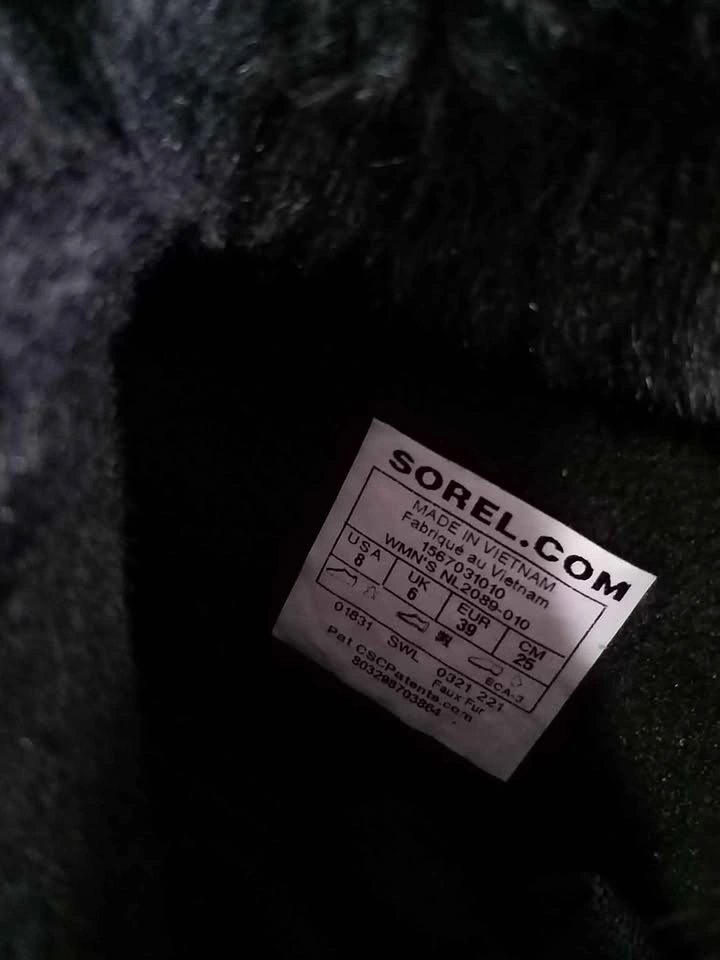 SOREL.COM
MADE IN VIETNAM
Fabriqué au Vietnam
1567031010
WMN'S NL2089-010
USA UK EUR CM
8 6 39 25
ECA-3
01831 SWL 0321 221
Faux Fur
Pat CSCPatents.com
803298703864